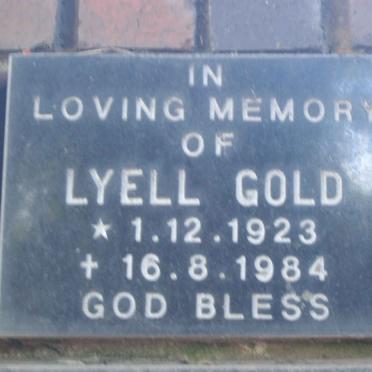 IN
LOVING MEMORY
OF
LYELL GOLD
★ 1.12.1923
✝ 16.8.1984
GOD BLESS